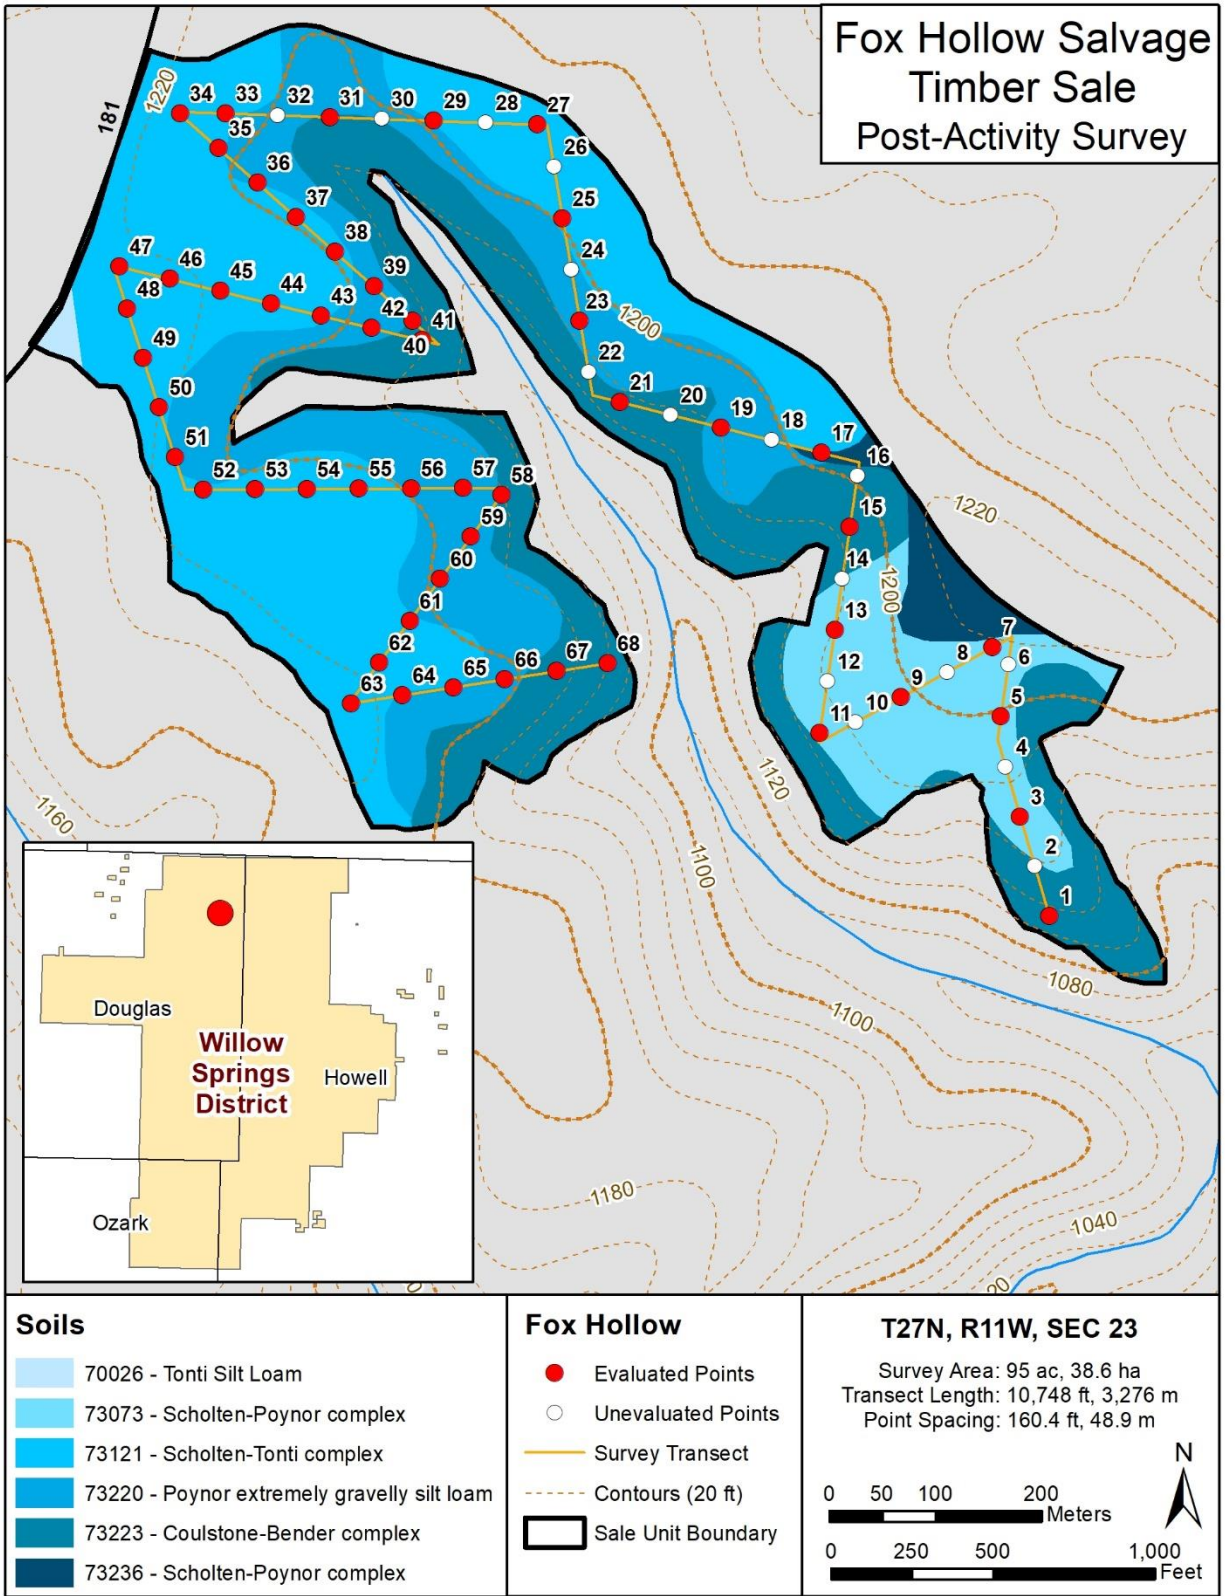 Fox Hollow Salvage
Timber Sale
Post-Activity Survey
181
1220
34
33
32
31
30
29
28
27
35
36
26
37
25
38
24
47
46
39
45
48
44
23
43
42
41
1200
40
49
22
50
21
20
19
18
17
51
16
52
53
54
55
56
57
58
15
1220
59
60
14
1200
61
13
7
62
12
8
6
63
64
65
66
67
68
9
5
11
10
4
1120
3
1160
1100
2
1
1080
1100
1180
1040
20
Douglas
Willow
Springs
District
Howell
Ozark
Soils
70026 - Tonti Silt Loam
73073 - Scholten-Poynor complex
73121 - Scholten-Tonti complex
73220 - Poynor extremely gravelly silt loam
73223 - Coulstone-Bender complex
73236 - Scholten-Poynor complex
Fox Hollow
Evaluated Points
Unevaluated Points
Survey Transect
Contours (20 ft)
Sale Unit Boundary
T27N, R11W, SEC 23
Survey Area: 95 ac, 38.6 ha
Transect Length: 10,748 ft, 3,276 m
Point Spacing: 160.4 ft, 48.9 m
N
0 50 100 200
Meters
0 250 500 1,000
Feet